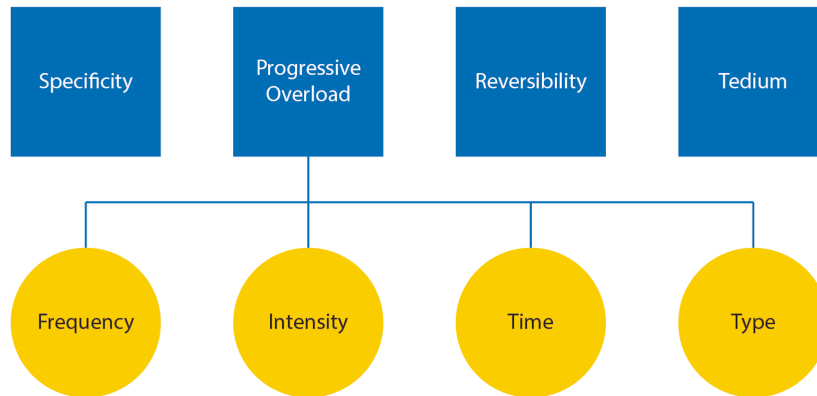 Specificity
Progressive
Overload
Reversibility
Tedium
Frequency
Intensity
Time
Type